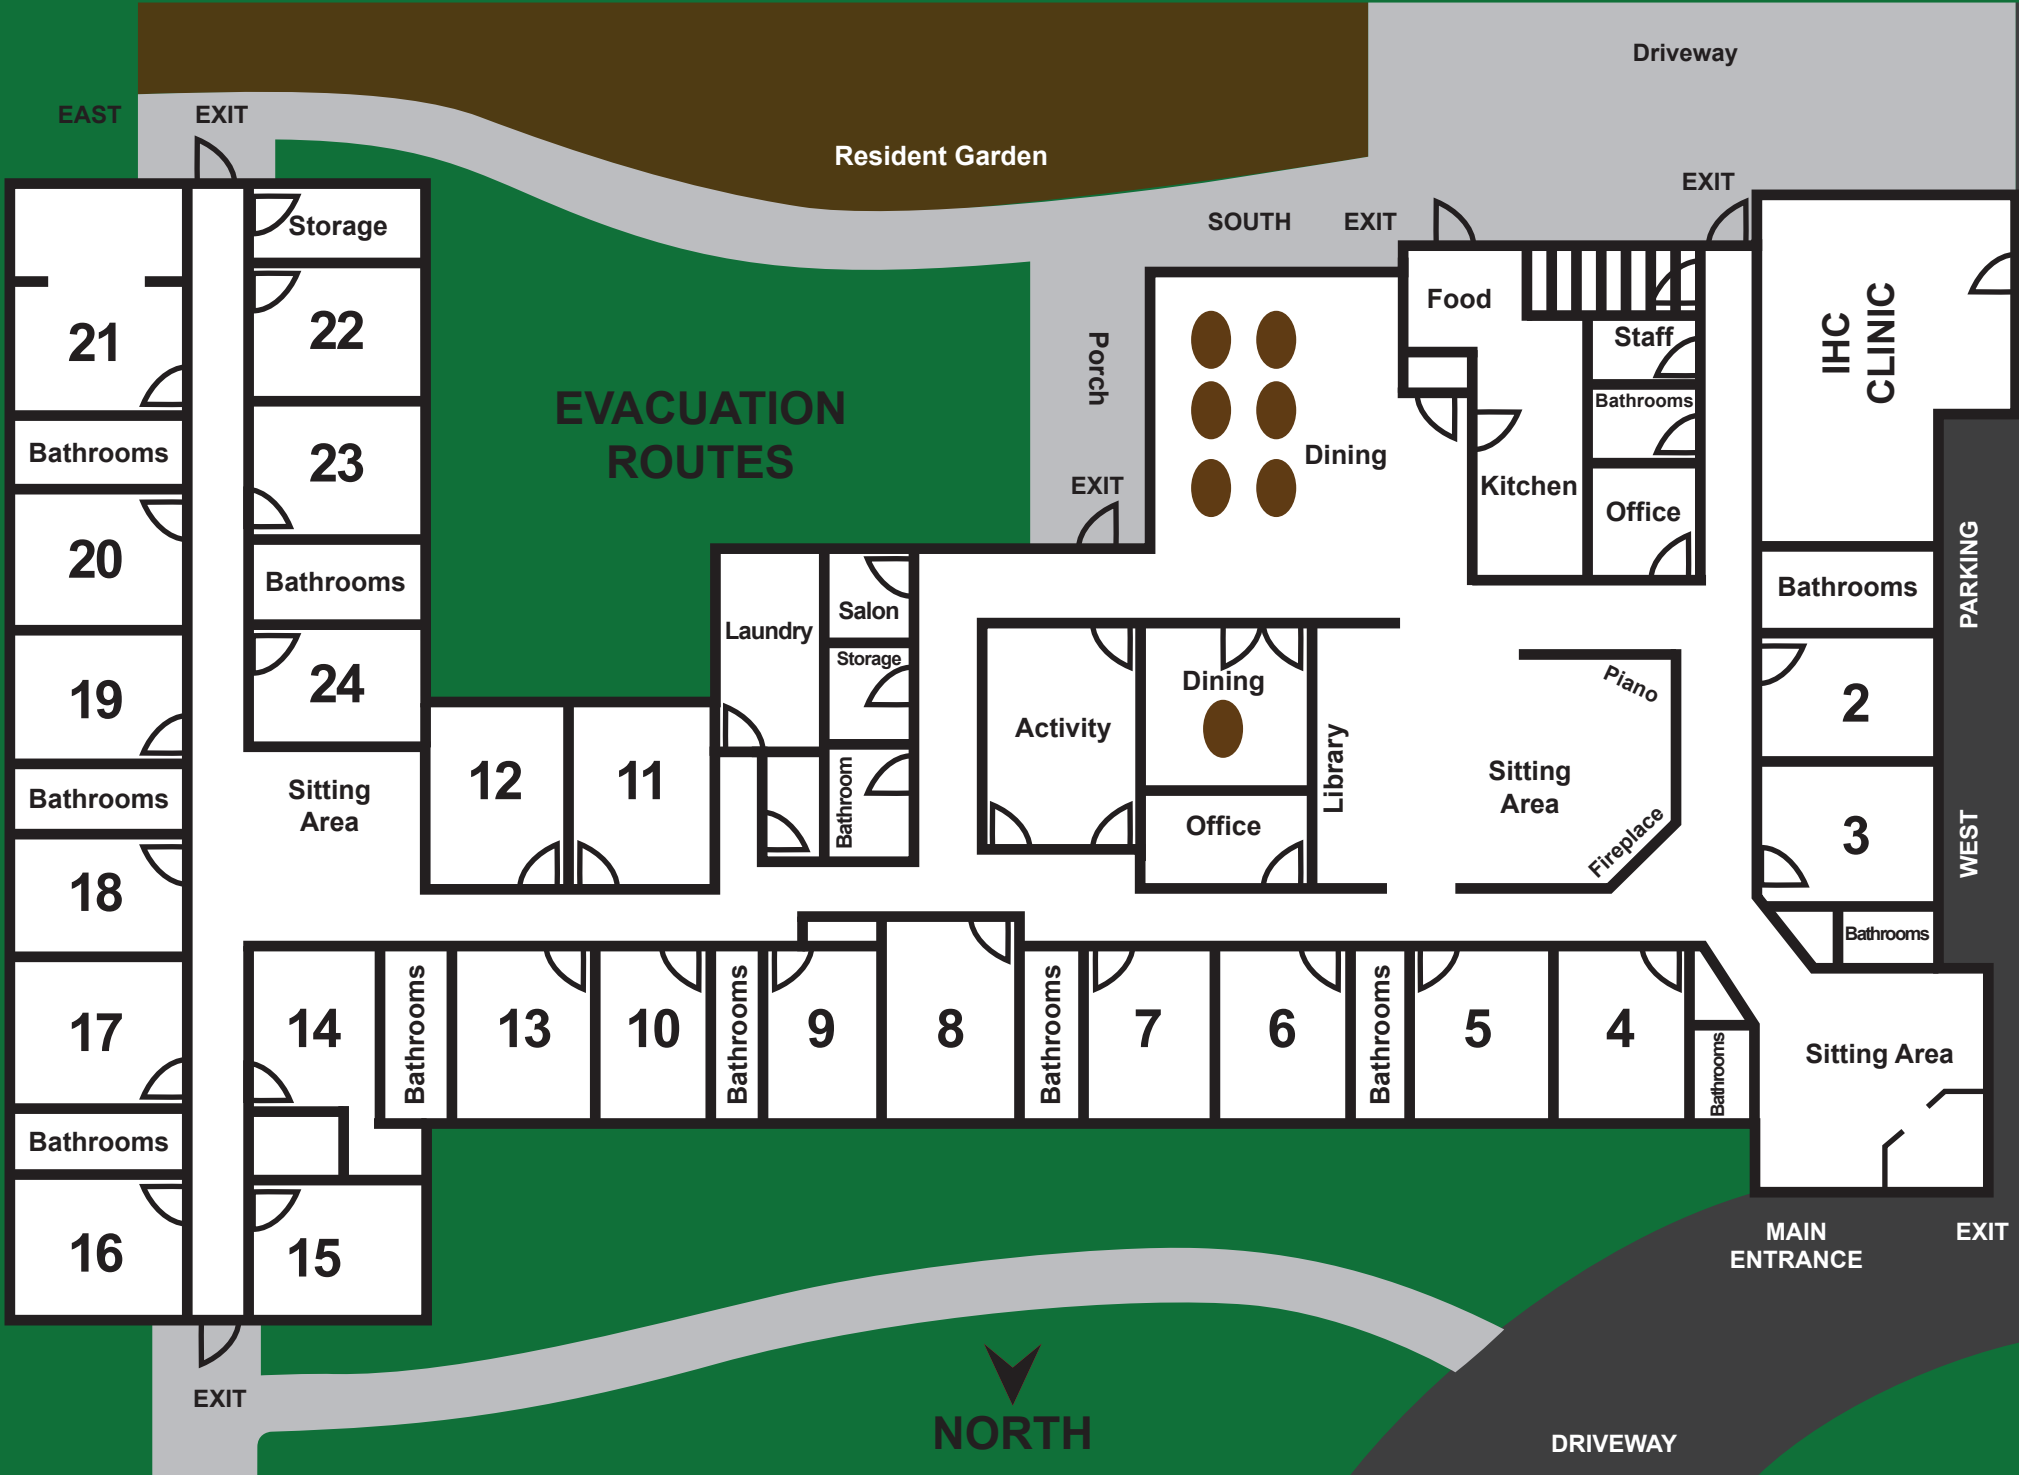 Driveway
EAST
EXIT
Resident Garden
EXIT
SOUTH
EXIT
Storage
Food
IHC
CLINIC
22
21
Staff
Porch
EVACUATION
ROUTES
Bathrooms
Bathrooms
23
Dining
EXIT
Kitchen
Office
20
PARKING
Bathrooms
Bathrooms
Salon
Laundry
Storage
24
19
Dining
Piano
2
Activity
Library
12
11
Sitting
Area
Sitting
Area
Bathrooms
Bathroom
Office
Fireplace
3
WEST
18
Bathrooms
17
14
Bathrooms
13
10
Bathrooms
9
8
Bathrooms
7
6
Bathrooms
5
4
Bathrooms
Sitting Area
Bathrooms
16
15
MAIN
ENTRANCE
EXIT
EXIT
NORTH
DRIVEWAY